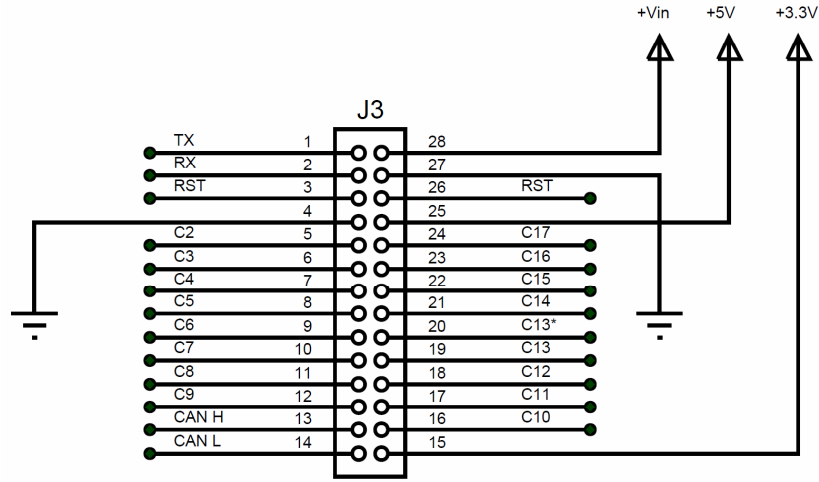 +Vin +5V +3.3V
J3
TX 1 28
RX 2 27
RST 3 26 RST
4 25
C2 5 24 C17
C3 6 23 C16
C4 7 22 C15
C5 8 21 C14
C6 9 20 C13*
C7 10 19 C13
C8 11 18 C12
C9 12 17 C11
CAN H 13 16 C10
CAN L 14 15